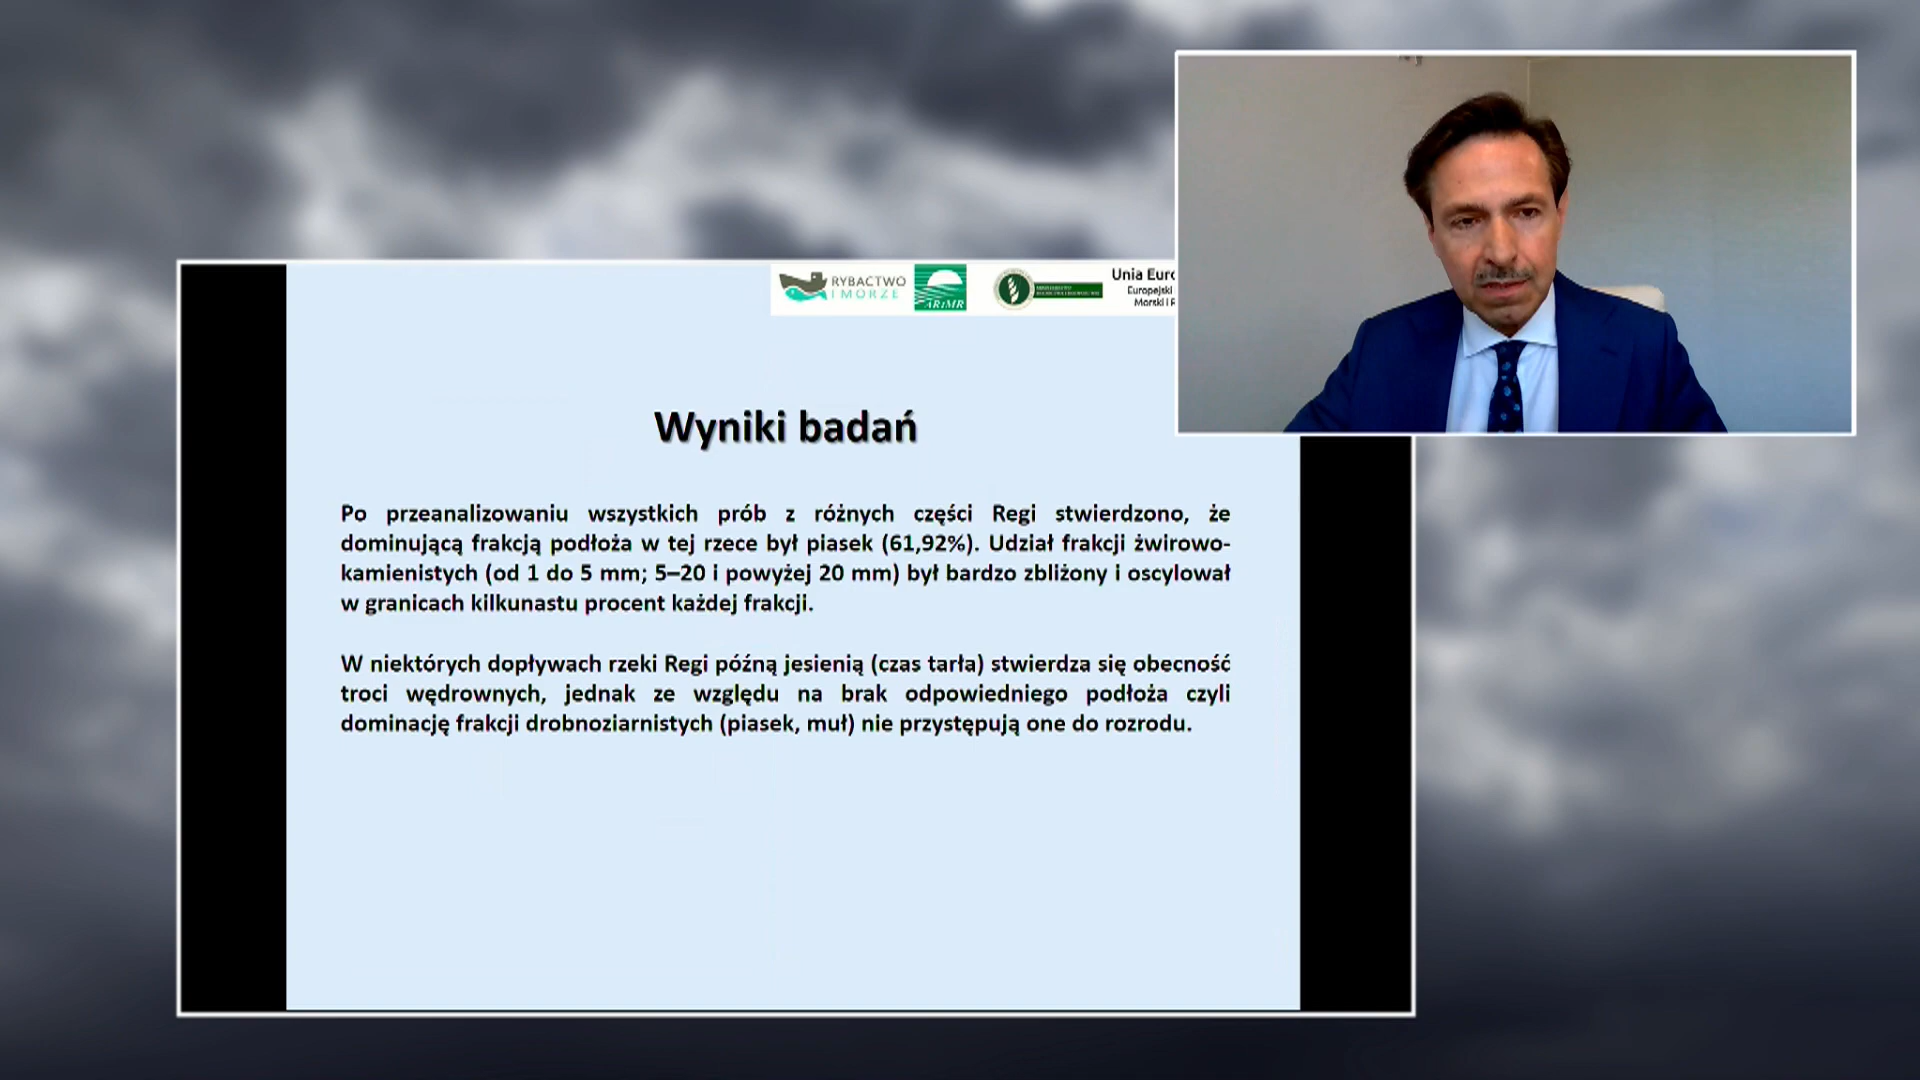 RYBACTWO
I MORZE
ARiMR
Unia Euro
Europejski
Morski i R
Wyniki badań
Po przeanalizowaniu wszystkich prób z różnych części Regi stwierdzono, że
dominującą frakcją podłoża w tej rzece był piasek (61,92%). Udział frakcji żwirowo-
kamienistych (od 1 do 5 mm; 5–20 i powyżej 20 mm) był bardzo zbliżony i oscylował
w granicach kilkunastu procent każdej frakcji.
W niektórych dopływach rzeki Regi późną jesienią (czas tarła) stwierdza się obecność
troci wędrownych, jednak ze względu na brak odpowiedniego podłoża czyli
dominację frakcji drobnoziarnistych (piasek, muł) nie przystępują one do rozrodu.